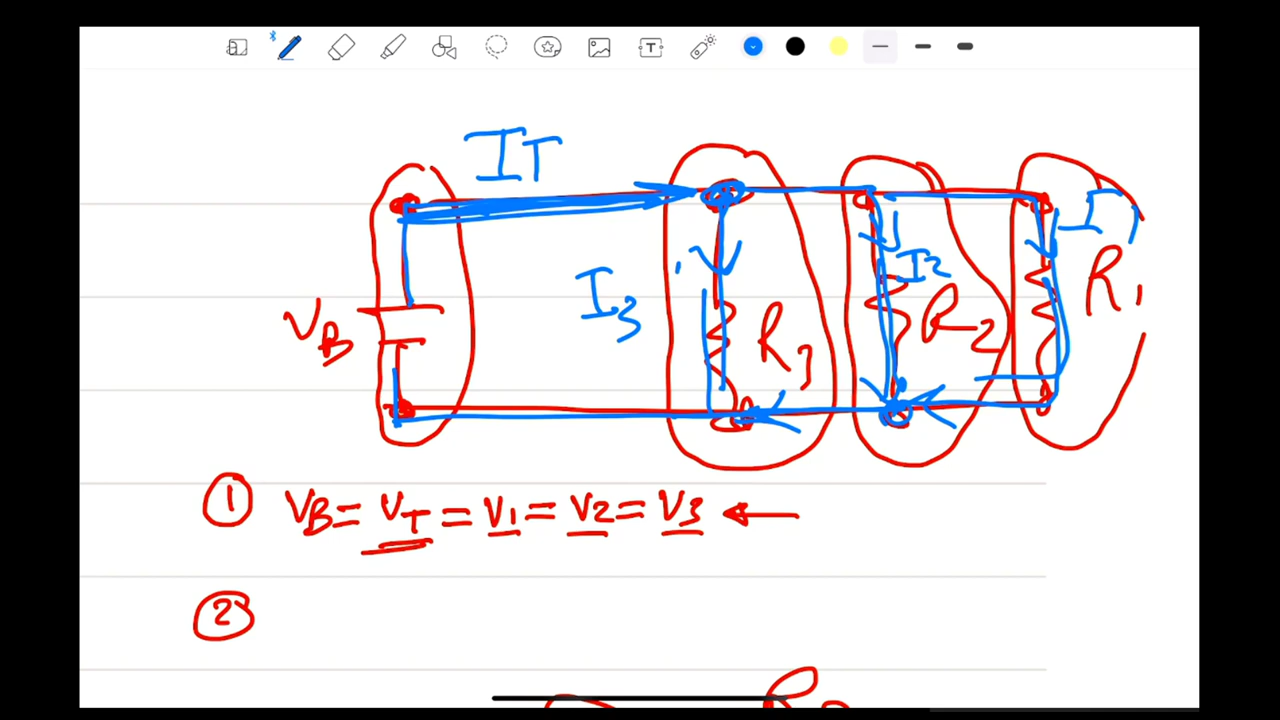 IT
I1
I3
I2
VB
R3
R2
R1
① VB = VT = V1 = V2 = V3 ←
②